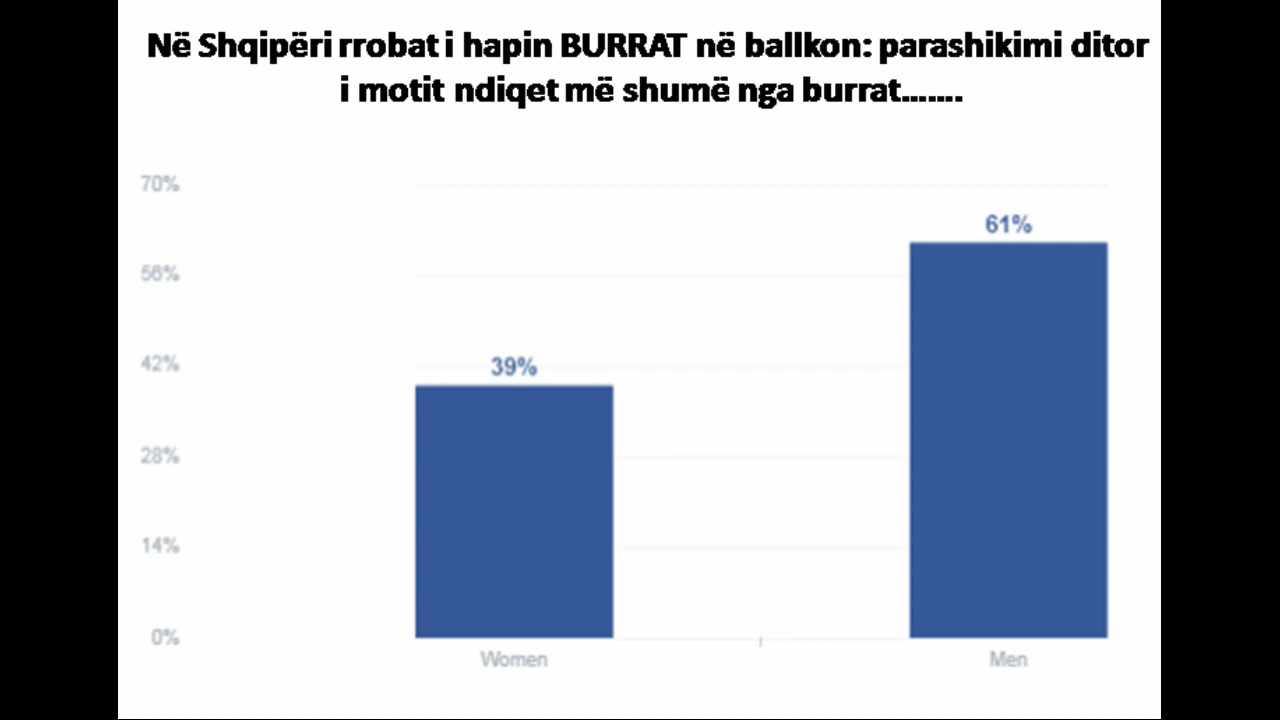 Në Shqipëri rrobat i hapin BURRAT në ballkon: parashikimi ditor
i motit ndiqet më shumë nga burrat.......
70%
61%
56%
42%
39%
28%
14%
0%
Women
Men